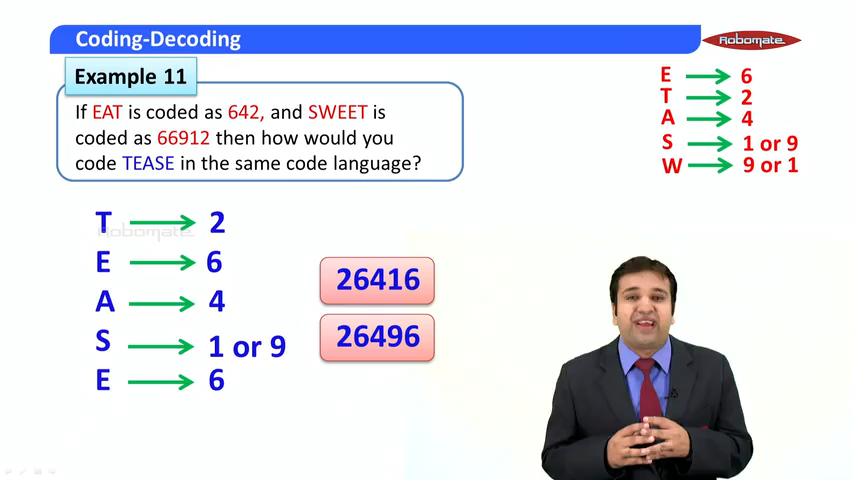 Coding-Decoding
Robomate
Example 11
If EAT is coded as 642, and SWEET is
coded as 66912 then how would you
code TEASE in the same code language?
E → 6
T → 2
A → 4
S → 1 or 9
W → 9 or 1
T → 2
Robomate
E → 6
A → 4
S → 1 or 9
E → 6
26416
26496